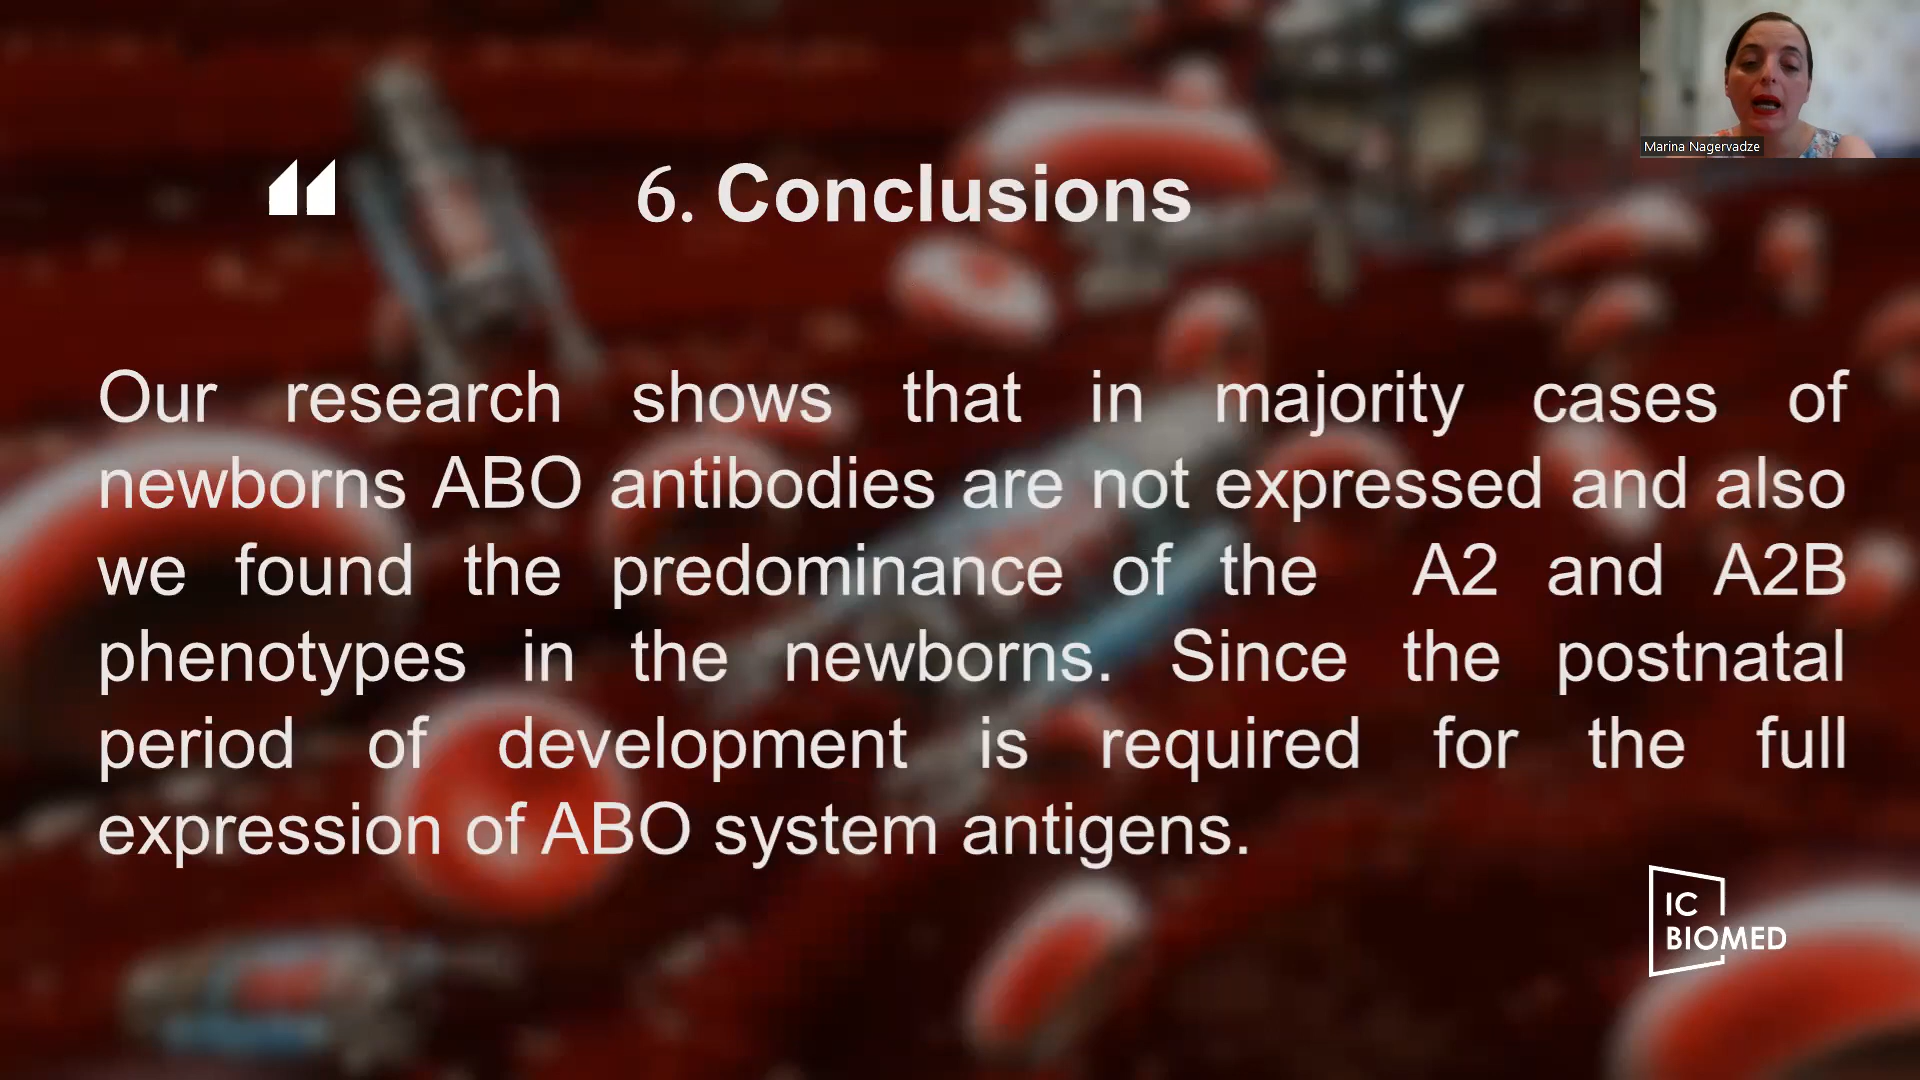 Marina Nagervadze
“ 6. Conclusions
Our research shows that in majority cases of
newborns ABO antibodies are not expressed and also
we found the predominance of the A2 and A2B
phenotypes in the newborns. Since the postnatal
period of development is required for the full
expression of ABO system antigens.
IC
BIOMED